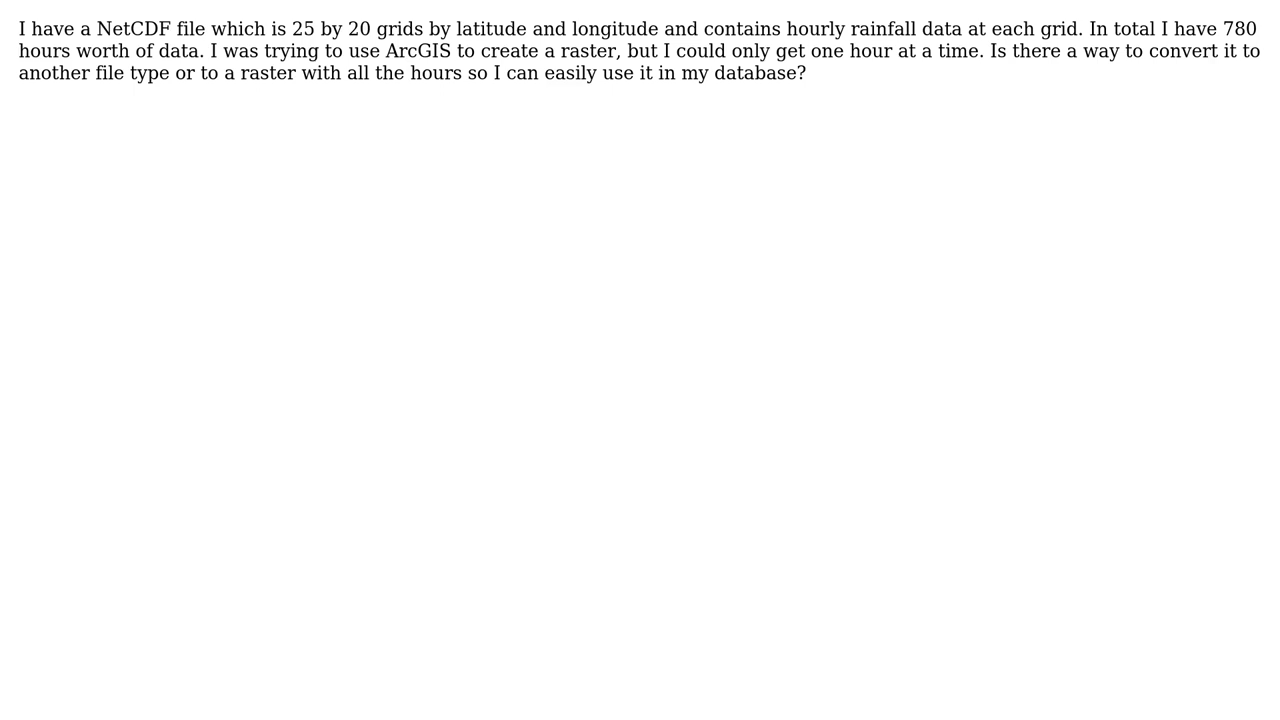 I have a NetCDF file which is 25 by 20 grids by latitude and longitude and contains hourly rainfall data at each grid. In total I have 780
hours worth of data. I was trying to use ArcGIS to create a raster, but I could only get one hour at a time. Is there a way to convert it to
another file type or to a raster with all the hours so I can easily use it in my database?